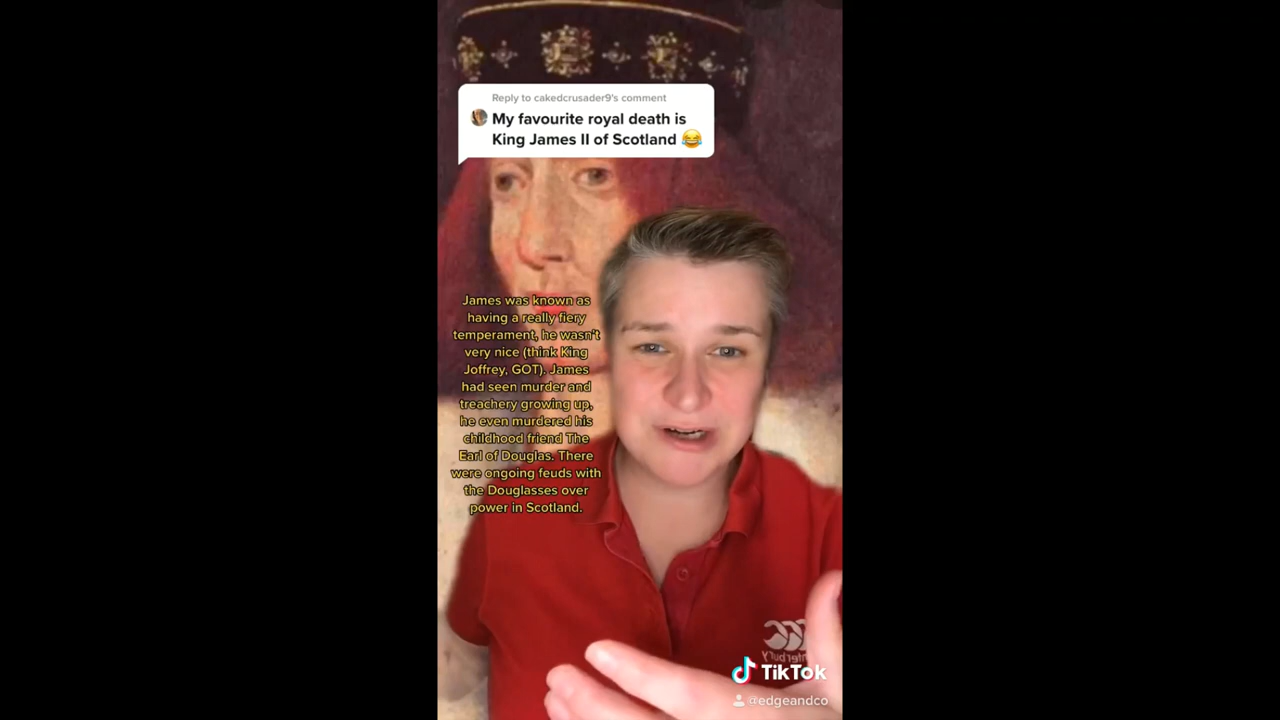 Reply to cakedcrusader9's comment
My favourite royal death is
King James II of Scotland 😂
James was known as
having a really fiery
temperament, he wasn't
very nice (think King
Joffrey, GOT). James
had seen murder and
treachery growing up,
he even murdered his
childhood friend The
Earl of Douglas. There
were ongoing feuds with
the Douglasses over
power in Scotland.
TikTok
@edgeandco